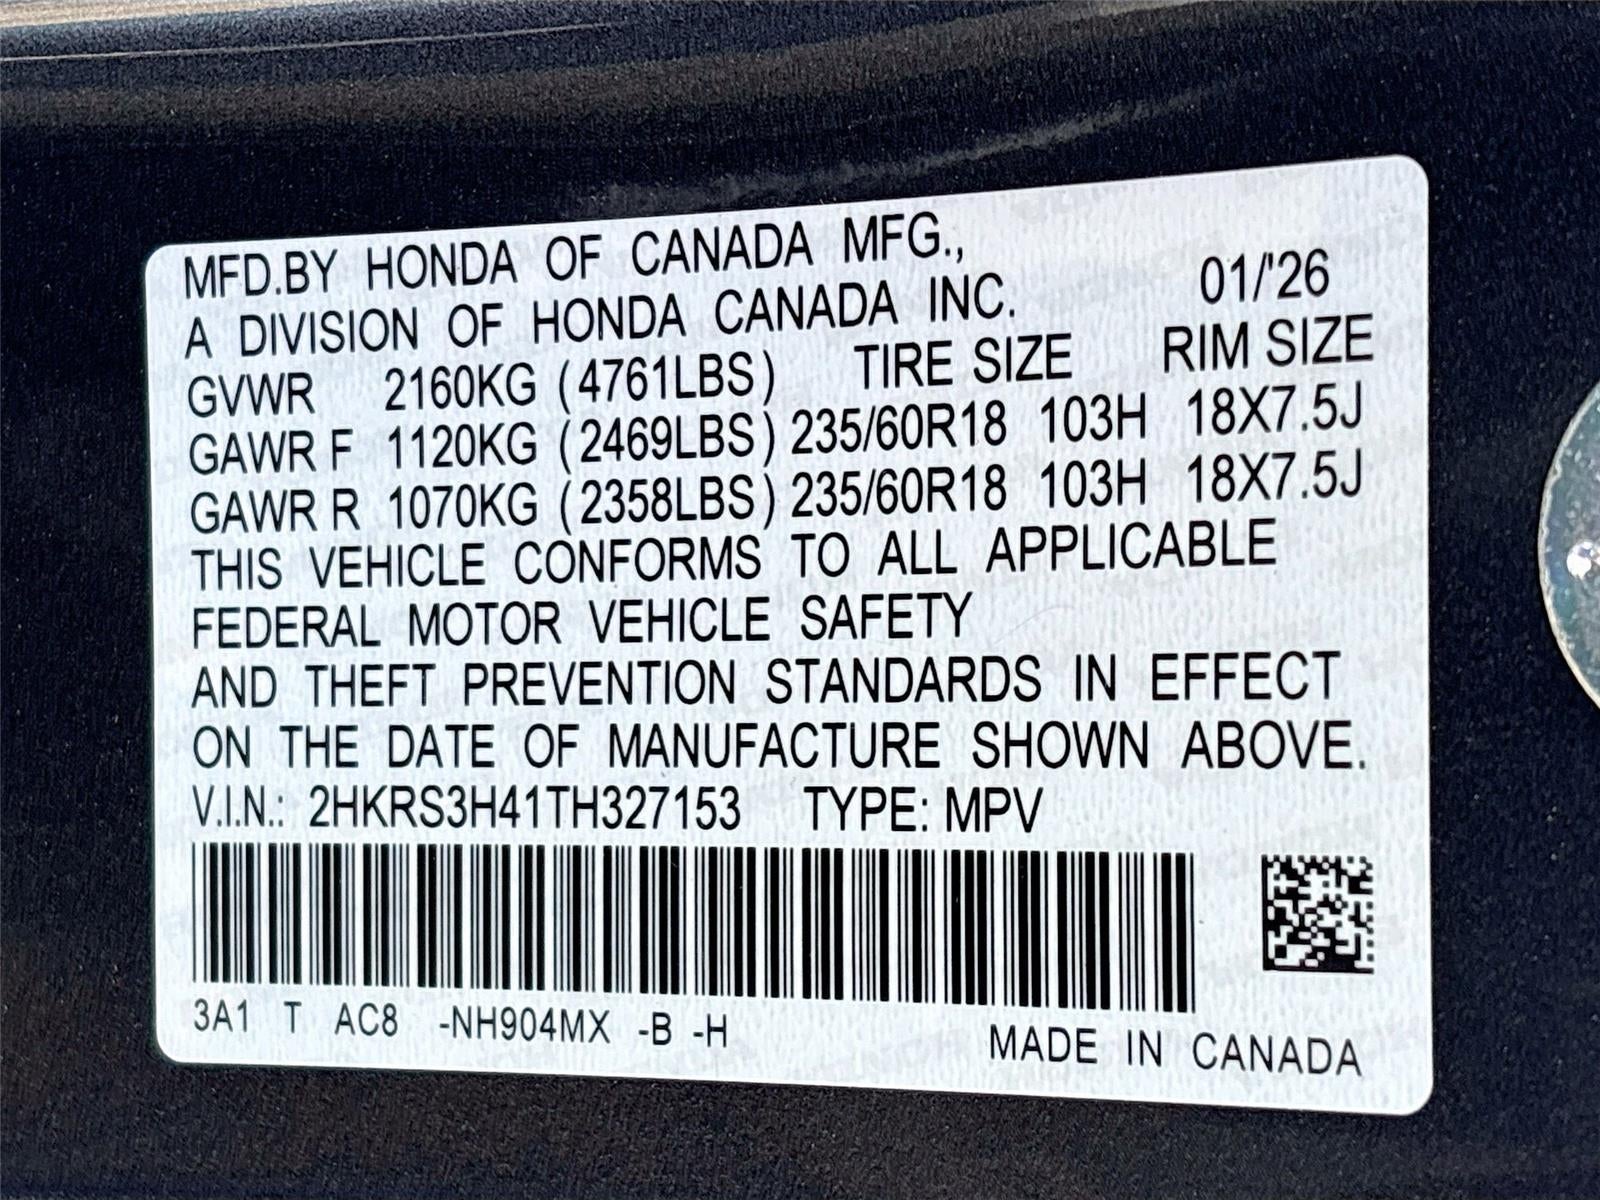 MFD.BY HONDA OF CANADA MFG.,
A DIVISION OF HONDA CANADA INC. 01/'26
GVWR 2160KG (4761LBS) TIRE SIZE RIM SIZE
GAWR F 1120KG (2469LBS) 235/60R18 103H 18X7.5J
GAWR R 1070KG (2358LBS) 235/60R18 103H 18X7.5J
THIS VEHICLE CONFORMS TO ALL APPLICABLE
FEDERAL MOTOR VEHICLE SAFETY
AND THEFT PREVENTION STANDARDS IN EFFECT
ON THE DATE OF MANUFACTURE SHOWN ABOVE.
V.I.N.: 2HKRS3H41TH327153 TYPE: MPV
3A1 T AC8 -NH904MX -B -H
MADE IN CANADA